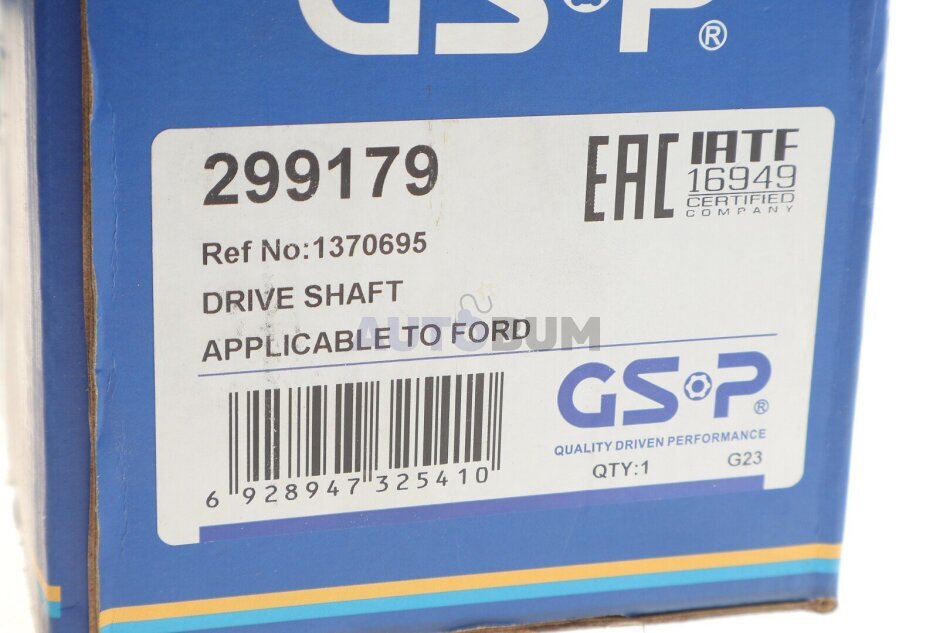 GSP®
299179
EAC IATF
16949
CERTIFIED
COMPANY
Ref No:1370695
DRIVE SHAFT
APPLICABLE TO FORD
AUTOBUM
GSP®
QUALITY DRIVEN PERFORMANCE
QTY:1 G23
6 928947 325410